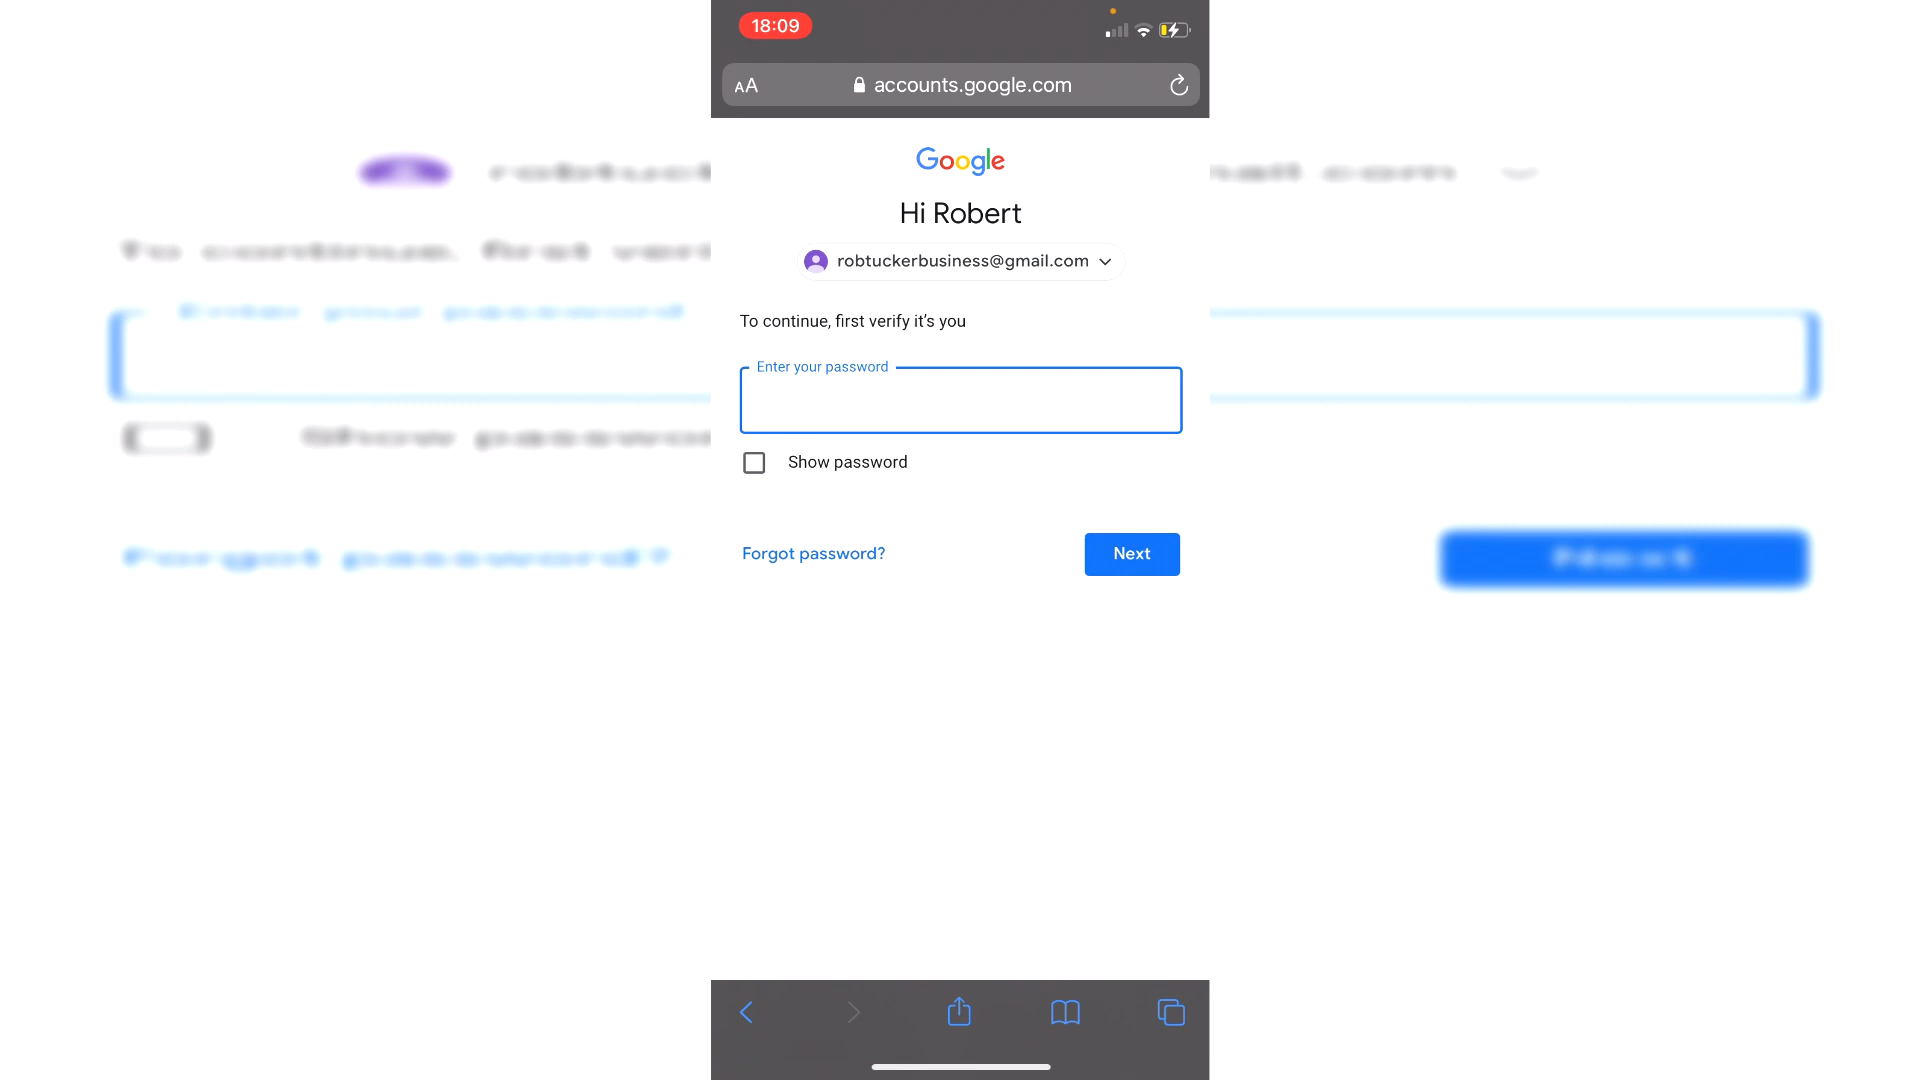 18:09
AA accounts.google.com
Google
Hi Robert
robtuckerbusiness@gmail.com
To continue, first verify it's you
Enter your password
Show password
Forgot password?
Next